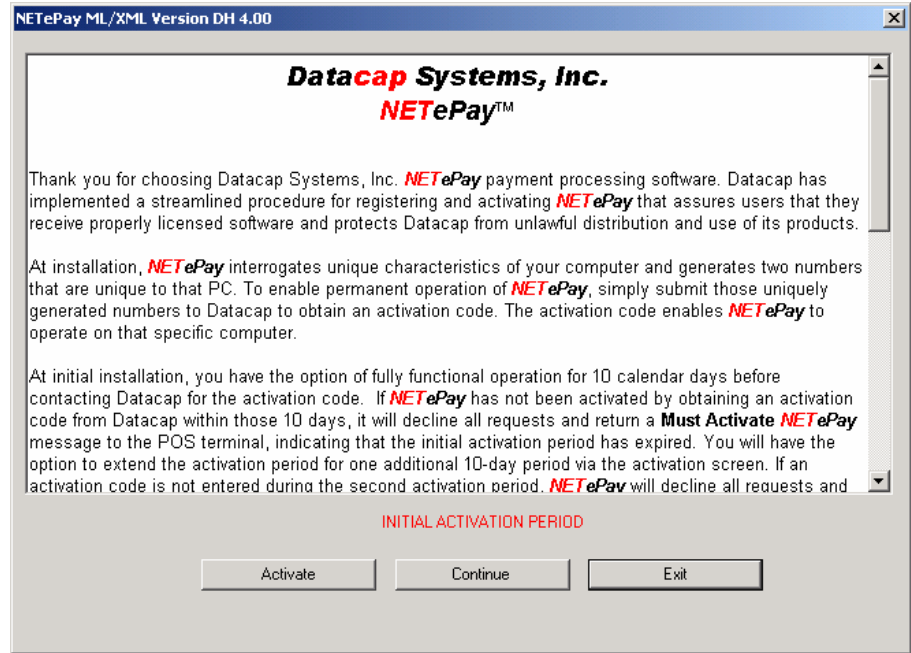 NETePay ML/XML Version DH 4.00
Datacap Systems, Inc.
NETePay™
Thank you for choosing Datacap Systems, Inc. NETePay payment processing software. Datacap has
implemented a streamlined procedure for registering and activating NETePay that assures users that they
receive properly licensed software and protects Datacap from unlawful distribution and use of its products.
At installation, NETePay interrogates unique characteristics of your computer and generates two numbers
that are unique to that PC. To enable permanent operation of NETePay, simply submit those uniquely
generated numbers to Datacap to obtain an activation code. The activation code enables NETePay to
operate on that specific computer.
At initial installation, you have the option of fully functional operation for 10 calendar days before
contacting Datacap for the activation code. If NETePay has not been activated by obtaining an activation
code from Datacap within those 10 days, it will decline all requests and return a Must Activate NETePay
message to the POS terminal, indicating that the initial activation period has expired. You will have the
option to extend the activation period for one additional 10-day period via the activation screen. If an
activation code is not entered during the second activation period, NETePay will decline all requests and
INITIAL ACTIVATION PERIOD
Activate Continue Exit